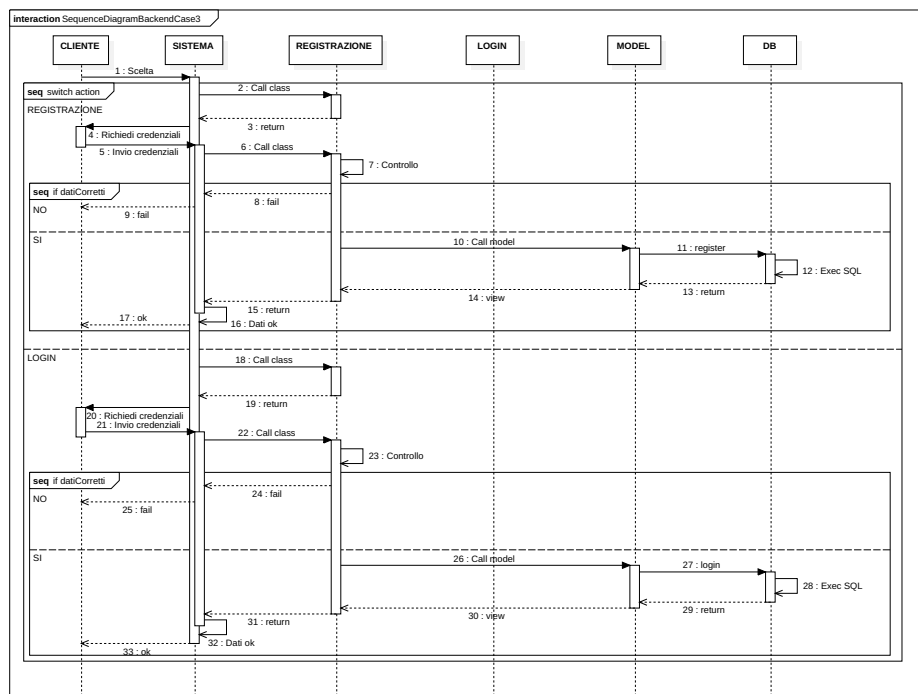 interaction SequenceDiagramBackendCase3
CLIENTE
SISTEMA
REGISTRAZIONE
LOGIN
MODEL
DB
1 : Scelta
seq switch action
2 : Call class
REGISTRAZIONE
3 : return
4 : Richiedi credenziali
5 : Invio credenziali
6 : Call class
7 : Controllo
seq if datiCorretti
8 : fail
NO
9 : fail
SI
10 : Call model
11 : register
12 : Exec SQL
13 : return
14 : view
15 : return
16 : Dati ok
17 : ok
LOGIN
18 : Call class
19 : return
20 : Richiedi credenziali
21 : Invio credenziali
22 : Call class
23 : Controllo
seq if datiCorretti
24 : fail
NO
25 : fail
SI
26 : Call model
27 : login
28 : Exec SQL
29 : return
30 : view
31 : return
32 : Dati ok
33 : ok